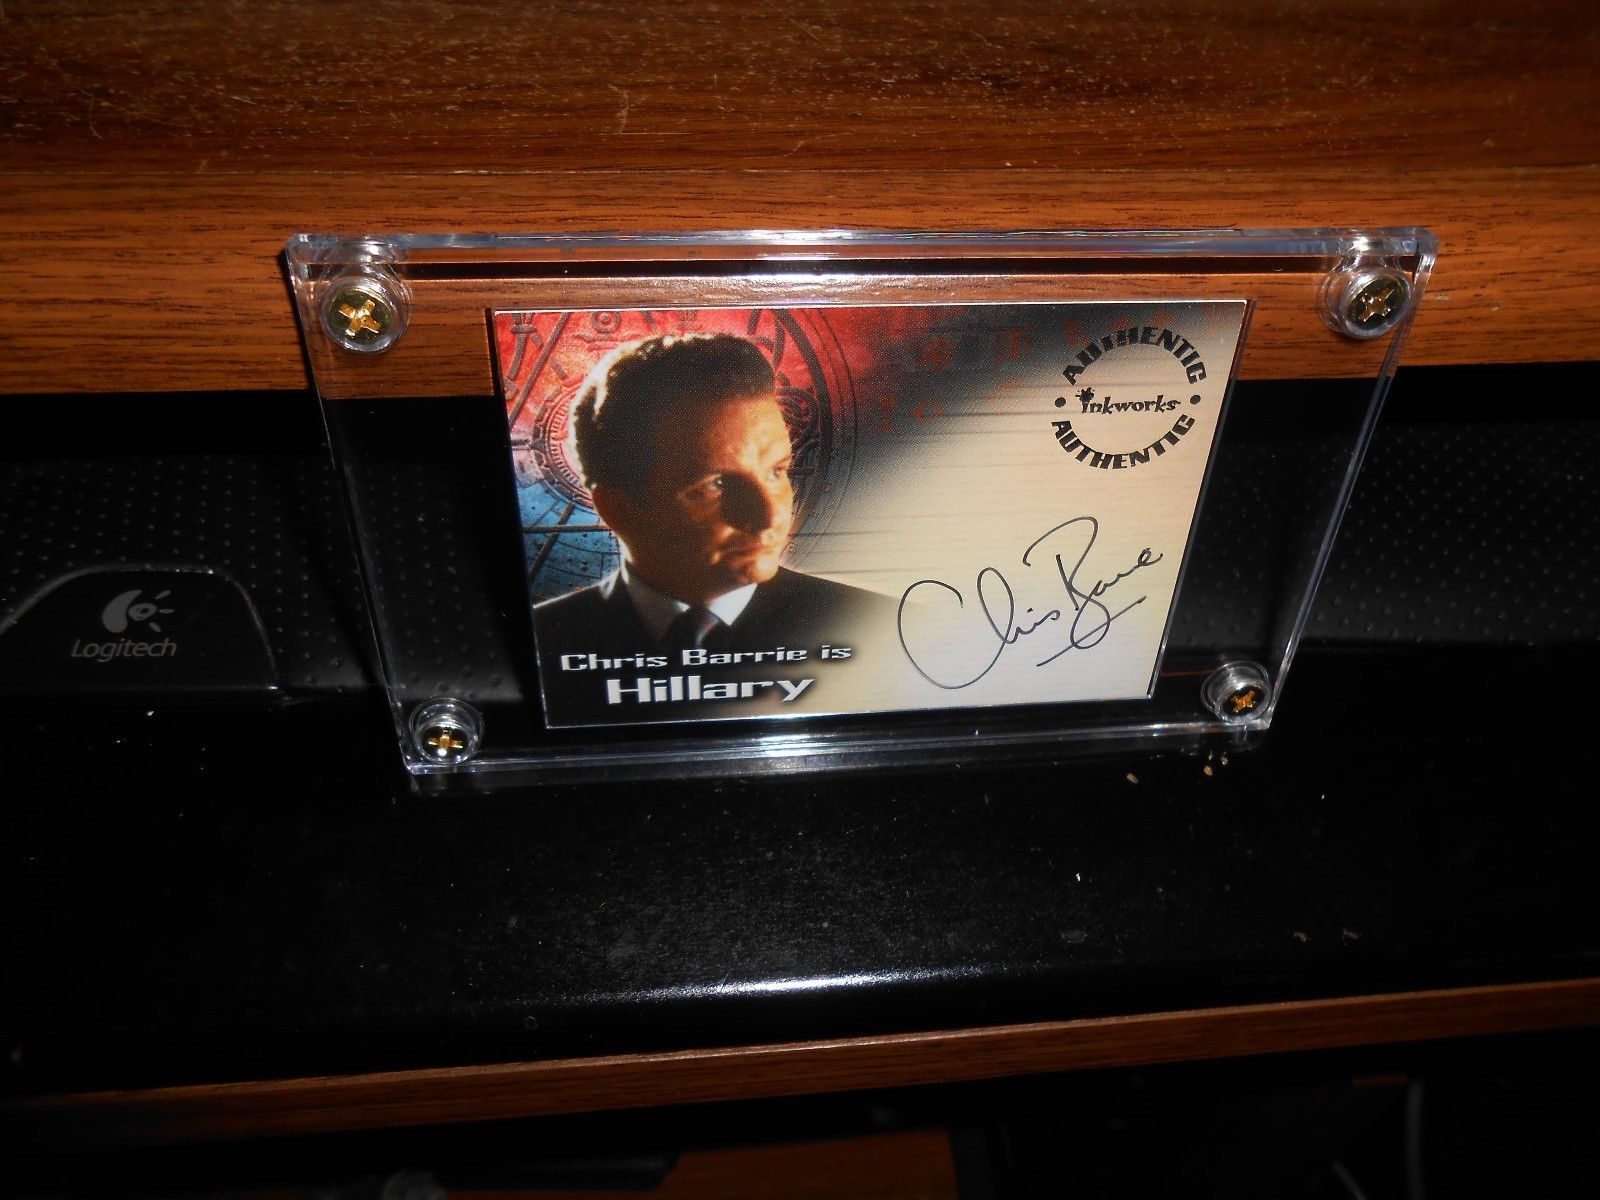 AUTHENTIC
inkworks
AUTHENTIC
Chris Barrie
Chris Barrie is
Hillary
Logitech